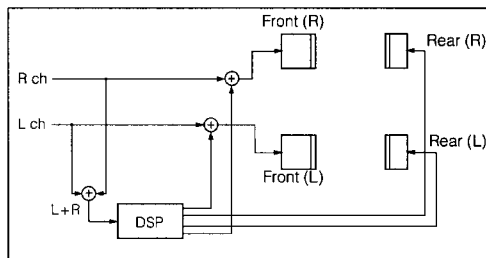 Front (R)
Rear (R)
R ch
L ch
Rear (L)
Front (L)
L+R
DSP